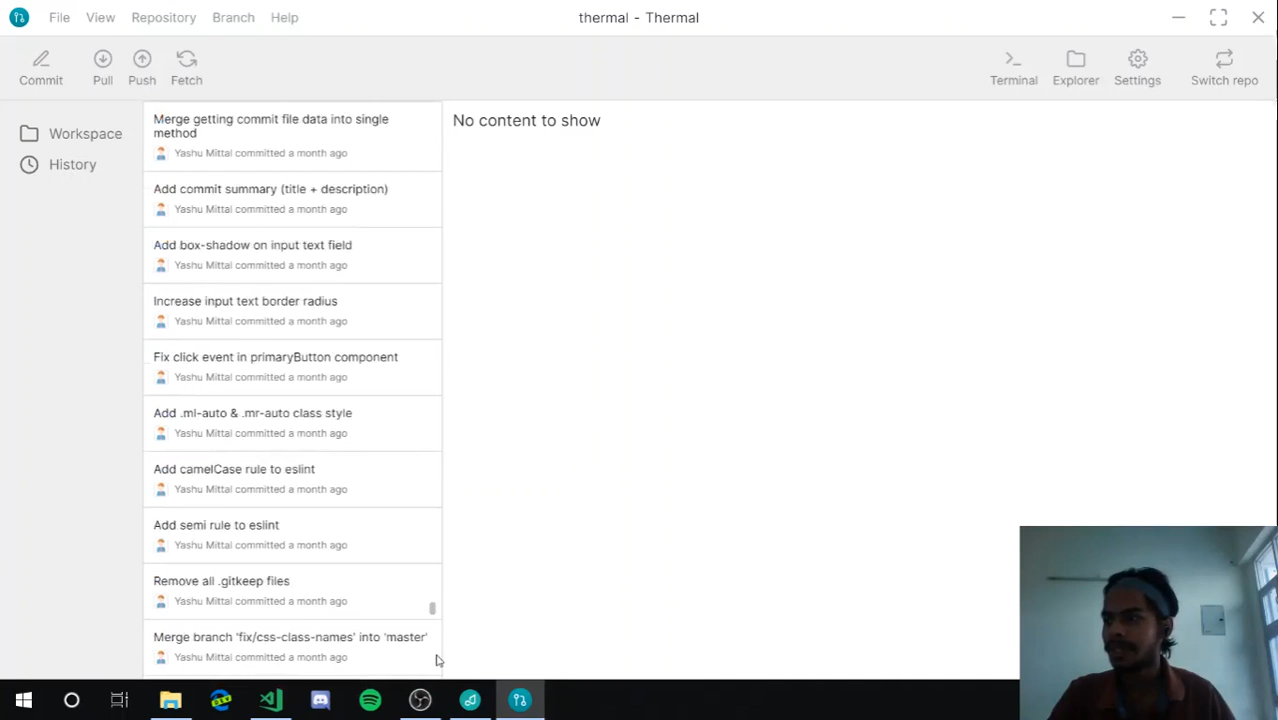 File View Repository Branch Help
thermal - Thermal
Commit Pull Push Fetch
Terminal Explorer Settings Switch repo
Workspace
History
Merge getting commit file data into single
method
Yashu Mittal committed a month ago
Add commit summary (title + description)
Yashu Mittal committed a month ago
Add box-shadow on input text field
Yashu Mittal committed a month ago
Increase input text border radius
Yashu Mittal committed a month ago
Fix click event in primaryButton component
Yashu Mittal committed a month ago
Add .ml-auto & .mr-auto class style
Yashu Mittal committed a month ago
Add camelCase rule to eslint
Yashu Mittal committed a month ago
Add semi rule to eslint
Yashu Mittal committed a month ago
Remove all .gitkeep files
Yashu Mittal committed a month ago
Merge branch 'fix/css-class-names' into 'master'
Yashu Mittal committed a month ago
No content to show
DEV